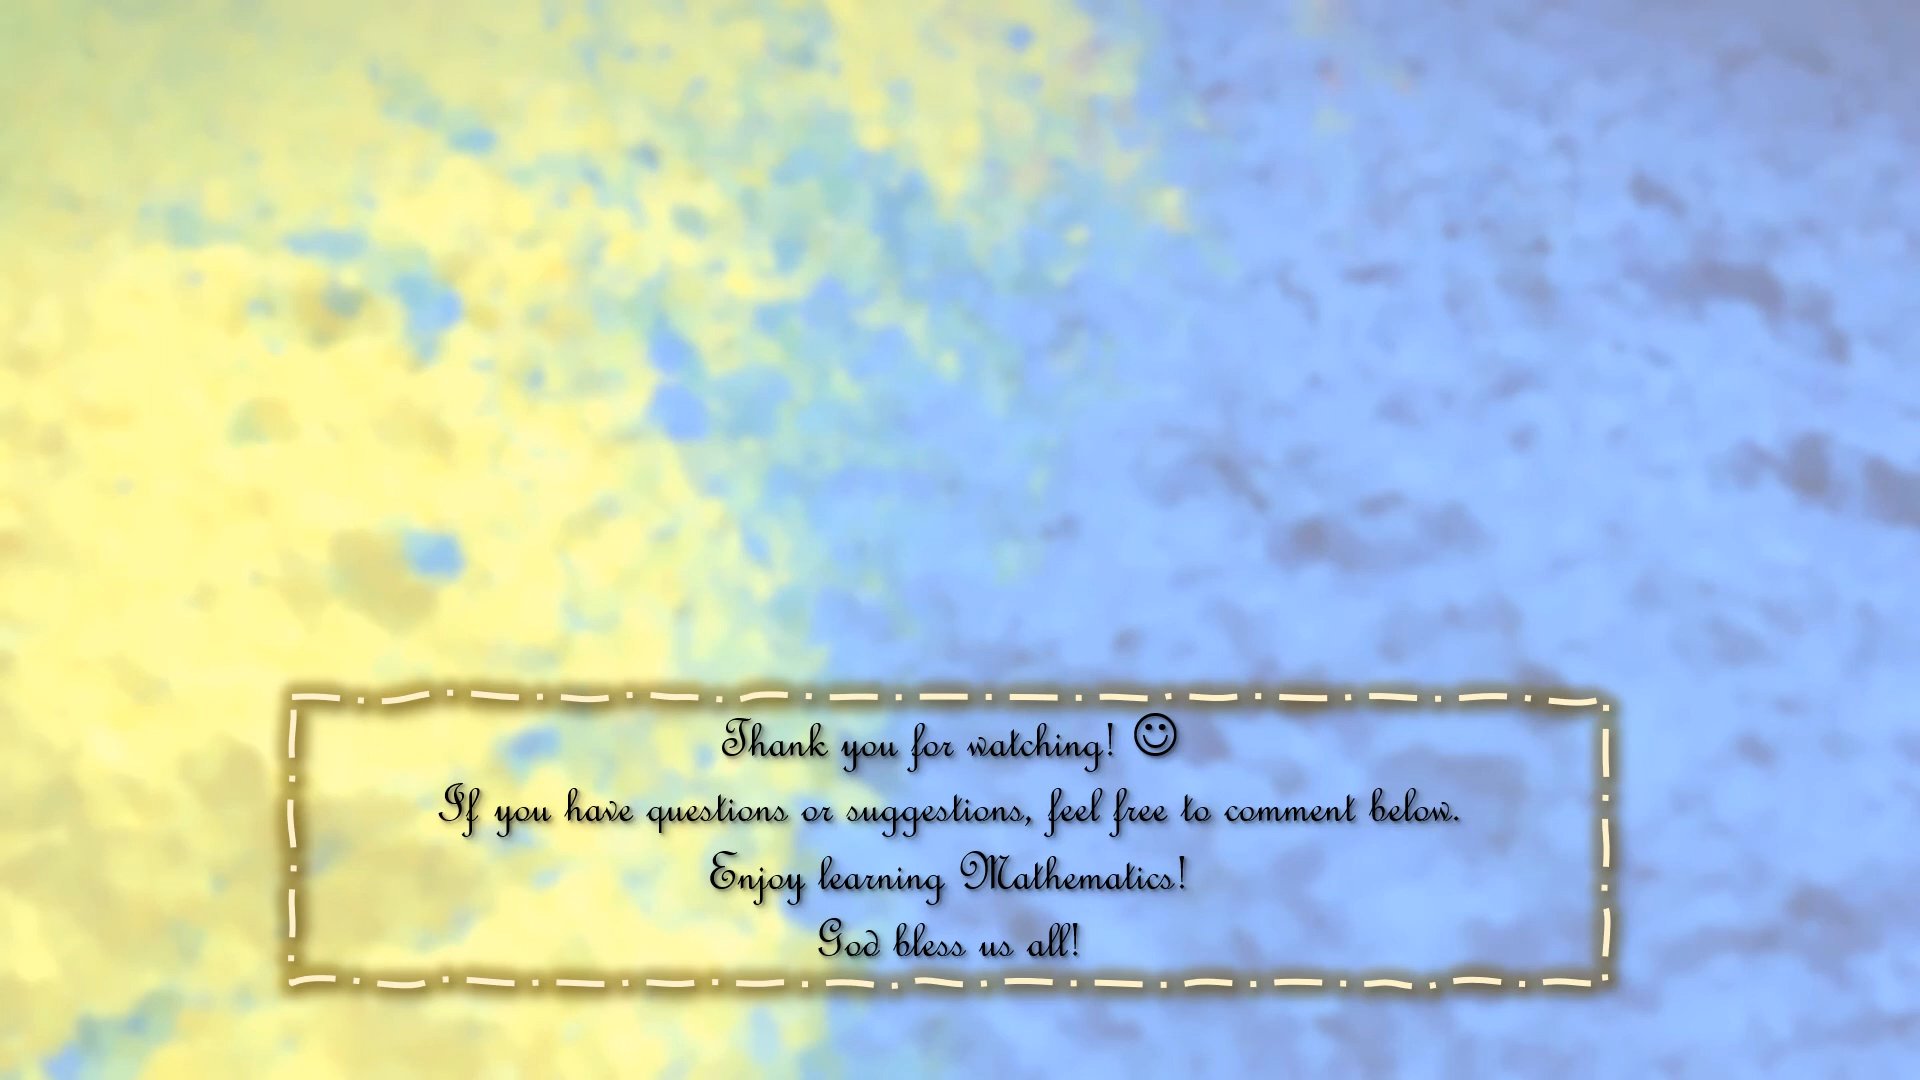 Thank you for watching! ☺
If you have questions or suggestions, feel free to comment below.
Enjoy learning Mathematics!
God bless us all!